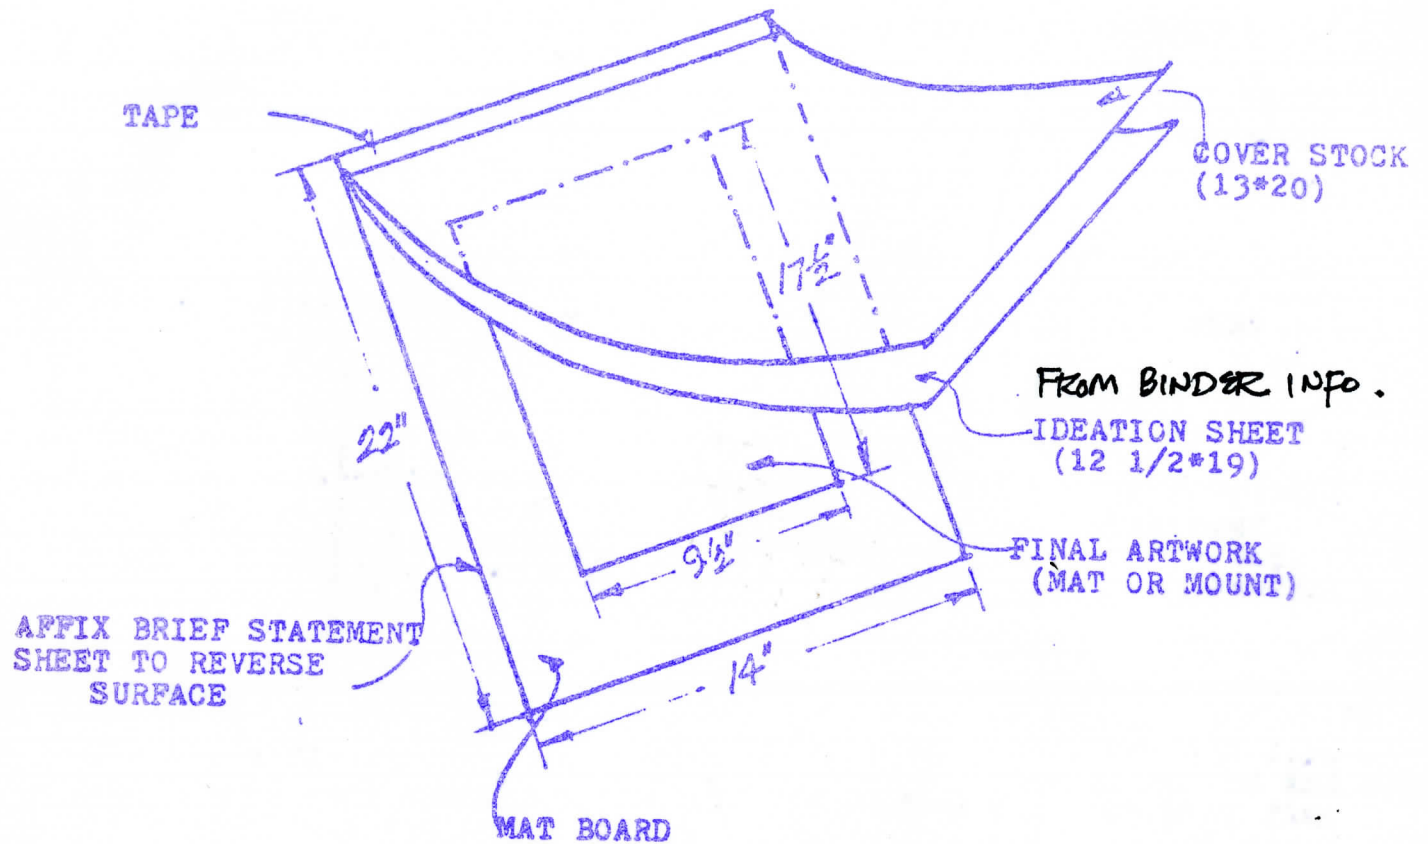 TAPE
COVER STOCK
(13*20)
17½"
22"
FROM BINDER INFO.
IDEATION SHEET
(12 1/2*19)
9½"
FINAL ARTWORK
(MAT OR MOUNT)
AFFIX BRIEF STATEMENT
SHEET TO REVERSE
SURFACE
14"
MAT BOARD